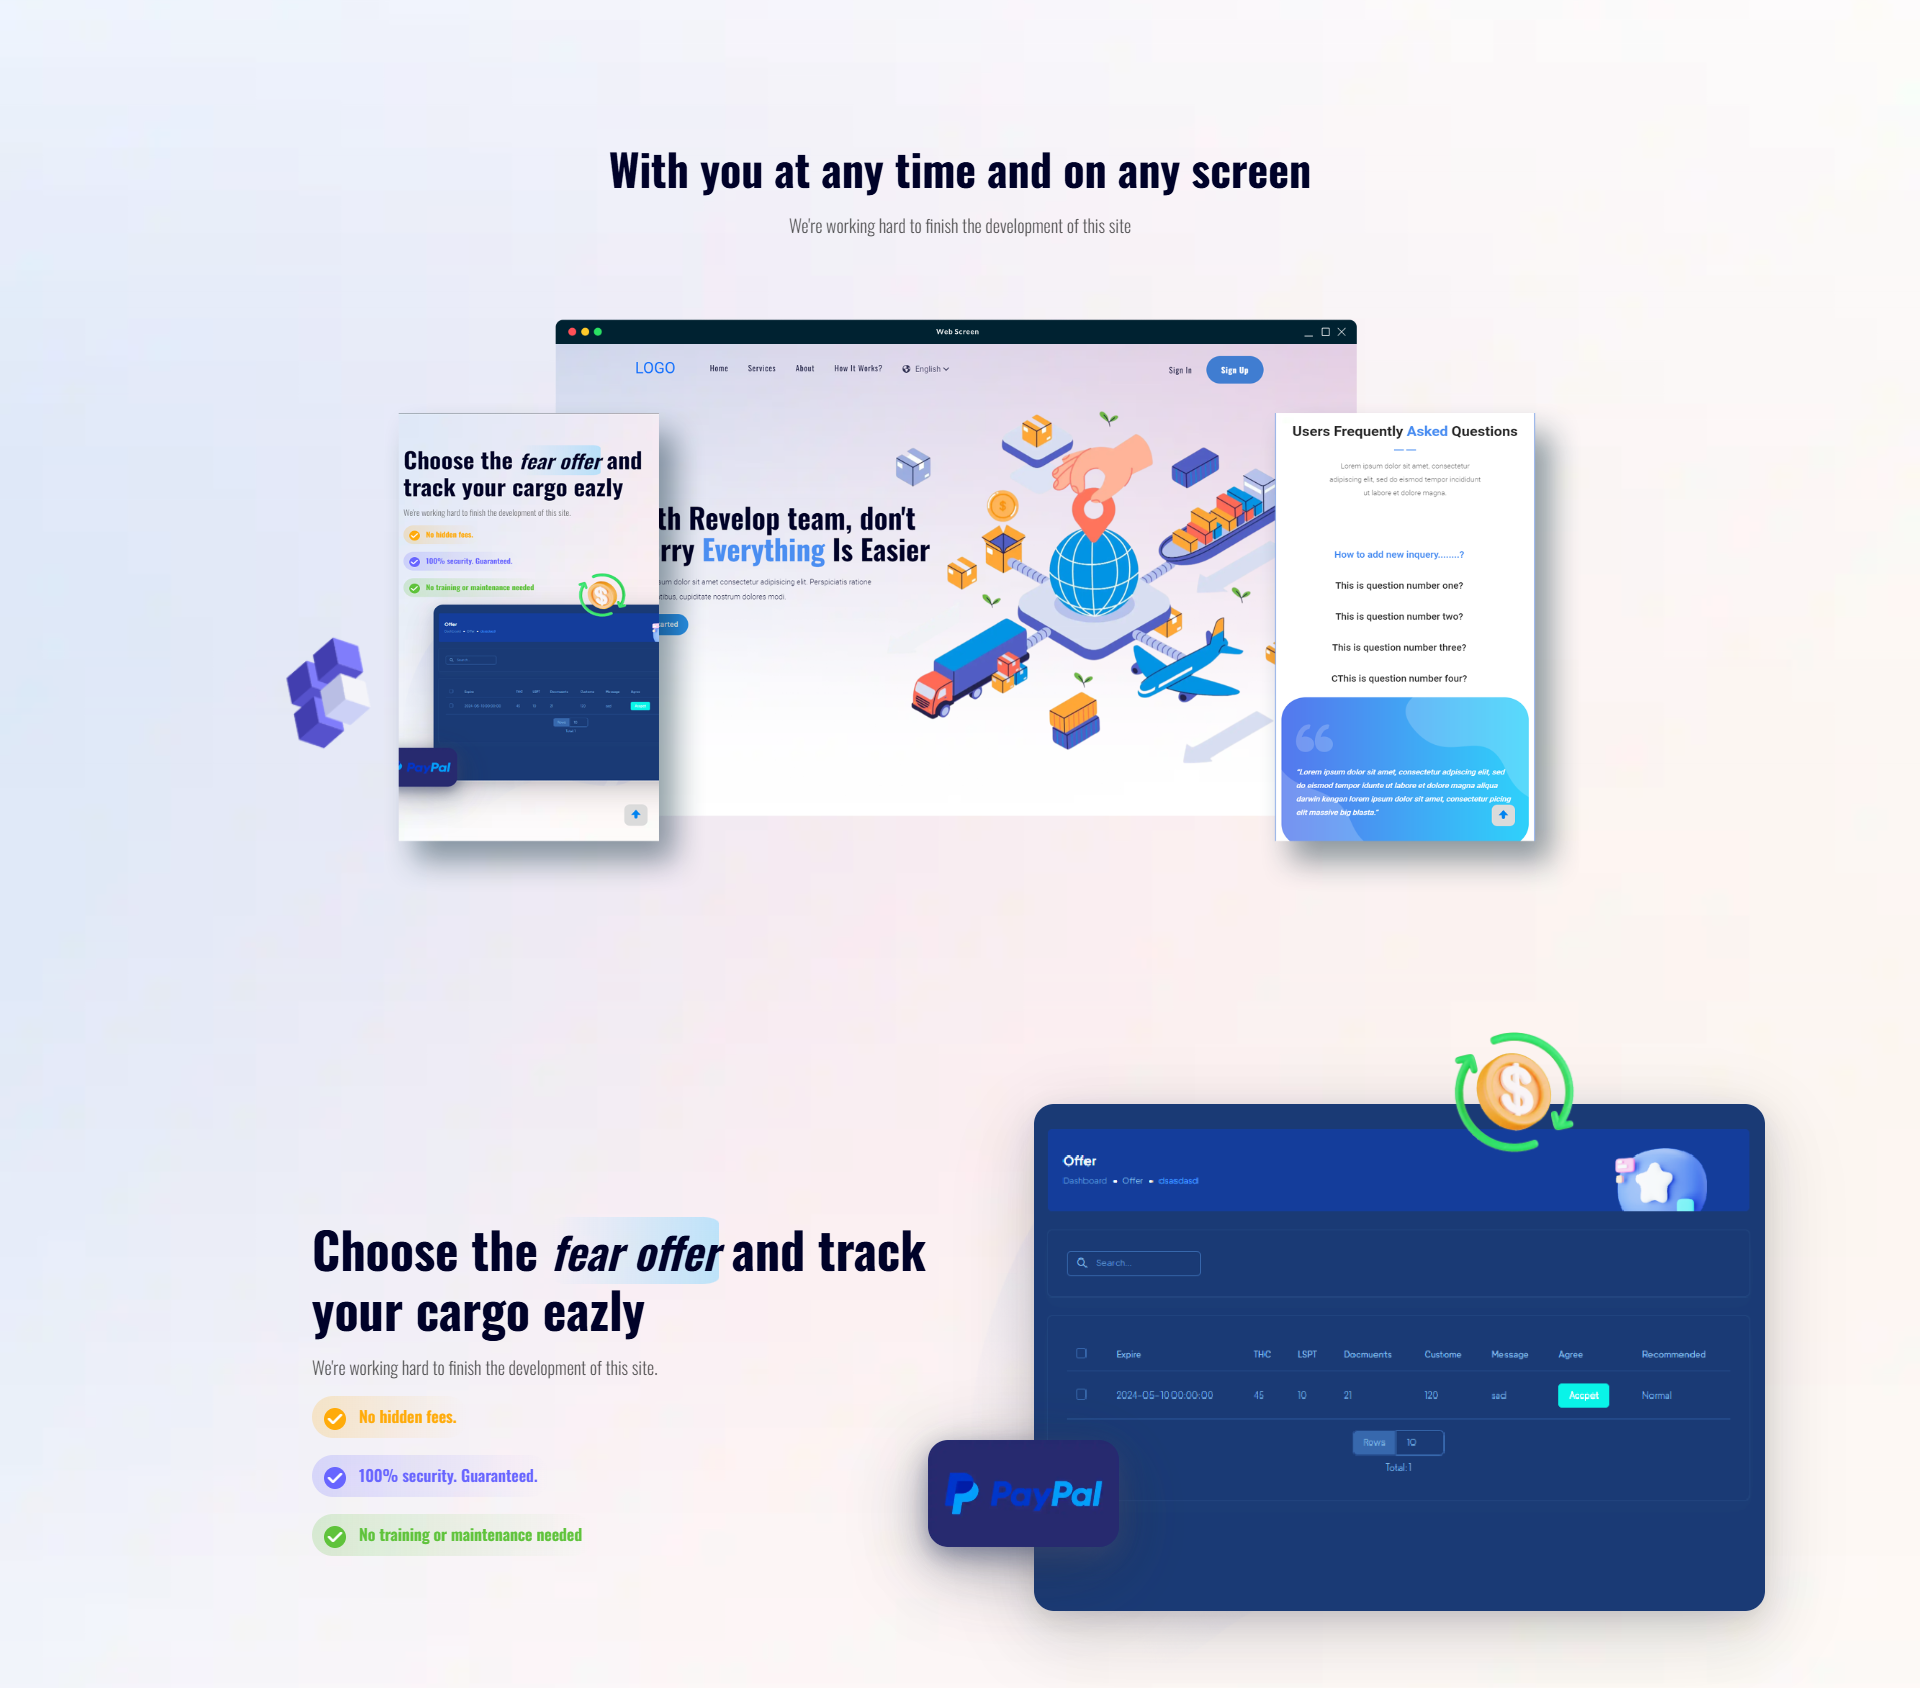 With you at any time and on any screen
We're working hard to finish the development of this site
Web Screen
LOGO
Home
Services
About
How It Works?
English
Sign In
Sign Up
th Revelop team, don't
rry Everything Is Easier
sum dolor sit amet consectetur adipisicing elit. Perspiciatis ratione
tibus, cupiditate nostrum dolores modi.
arted
Choose the fear offer and
track your cargo eazly
We're working hard to finish the development of this site.
No hidden fees.
100% security. Guaranteed.
No training or maintenance needed
Offer
PayPal
Users Frequently Asked Questions
Lorem ipsum dolor sit amet, consectetur
adipiscing elit, sed do eismod tempor incididunt
ut labore et dolore magna.
How to add new inquery........?
This is question number one?
This is question number two?
This is question number three?
CThis is question number four?
"Lorem ipsum dolor sit amet, consectetur adipiscing elit, sed
do eismod tempor idunte ut labore et dolore magna aliqua
darwin kengan lorem ipsum dolor sit amet, consectetur picing
elit massive big blasta."
Choose the fear offer and track
your cargo eazly
We're working hard to finish the development of this site.
No hidden fees.
100% security. Guaranteed.
No training or maintenance needed
Offer
Dashboard • Offer • dsasdasd
Search...
Expire THC LSPT Docmuents Custome Message Agree Recommended
2024-05-10 00:00:00 45 10 21 120 sad Accpet Normal
Rows 10
Total:1
PayPal